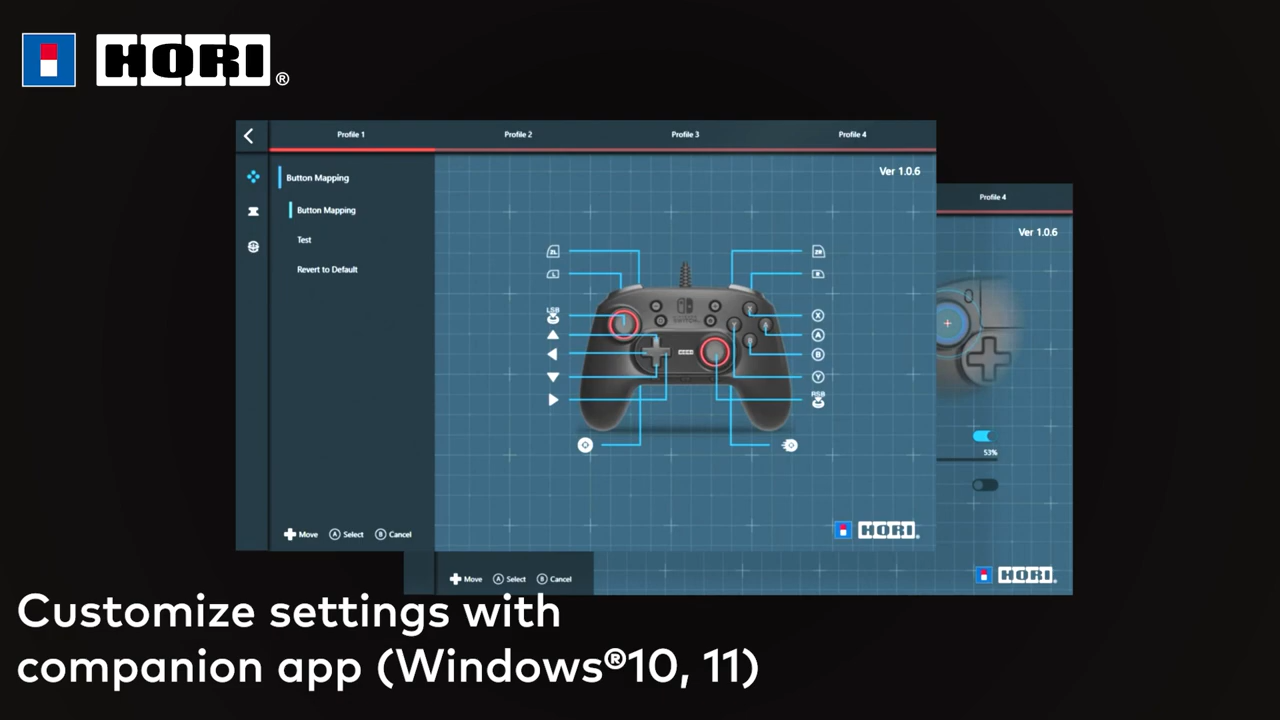 HORI®
Profile 1
Profile 2
Profile 3
Profile 4
Button Mapping
Ver 1.0.6
Profile 4
Button Mapping
Ver 1.0.6
Test
Revert to Default
ZL
ZR
L
R
LSB
X
A
B
HORI
Y
RSB
53%
Move
A Select
B Cancel
HORI
HORI
Move
A Select
B Cancel
Customize settings with
companion app (Windows®10, 11)